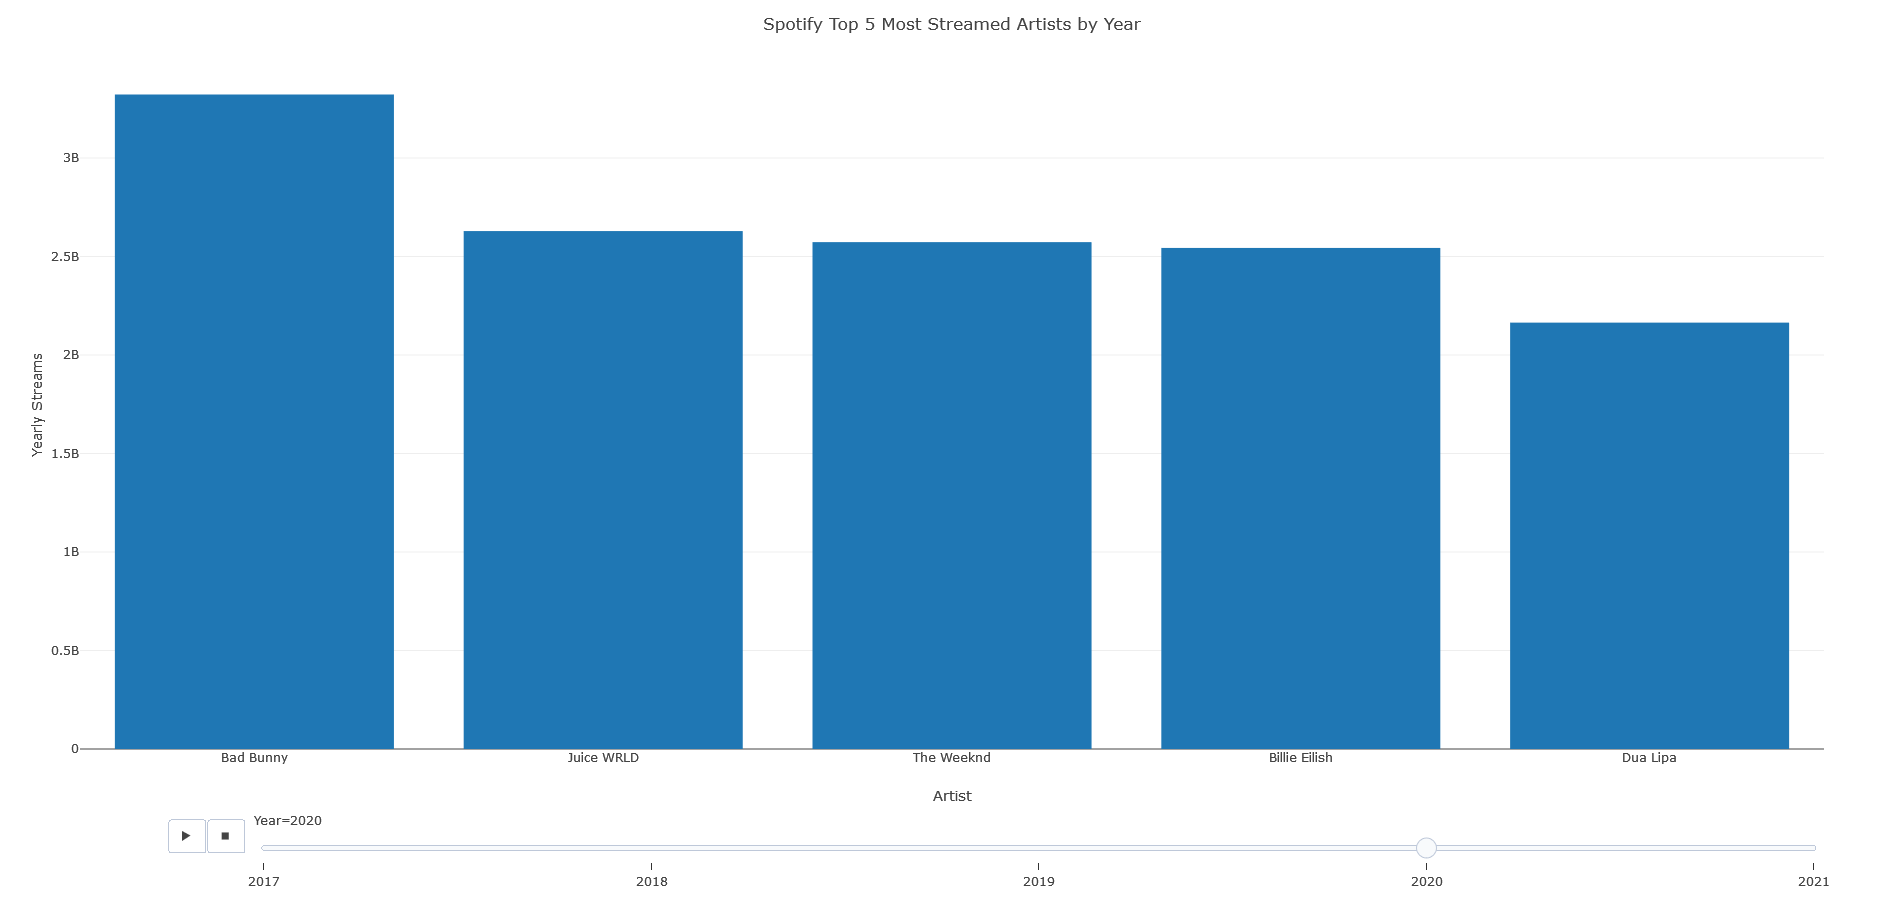 Spotify Top 5 Most Streamed Artists by Year
3B
2.5B
2B
1.5B
1B
0.5B
0
Yearly Streams
Bad Bunny
Juice WRLD
The Weeknd
Billie Eilish
Dua Lipa
Artist
Year=2020
2017
2018
2019
2020
2021